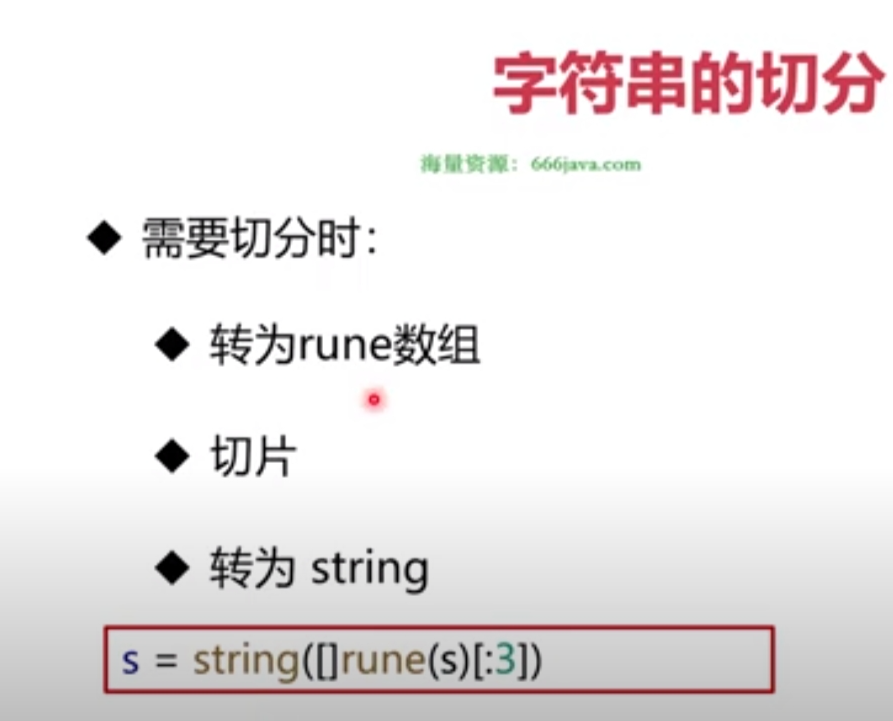 字符串的切分
海量资源：666java.com
◆ 需要切分时：
◆ 转为rune数组
◆ 切片
◆ 转为 string
s = string([]rune(s)[:3])